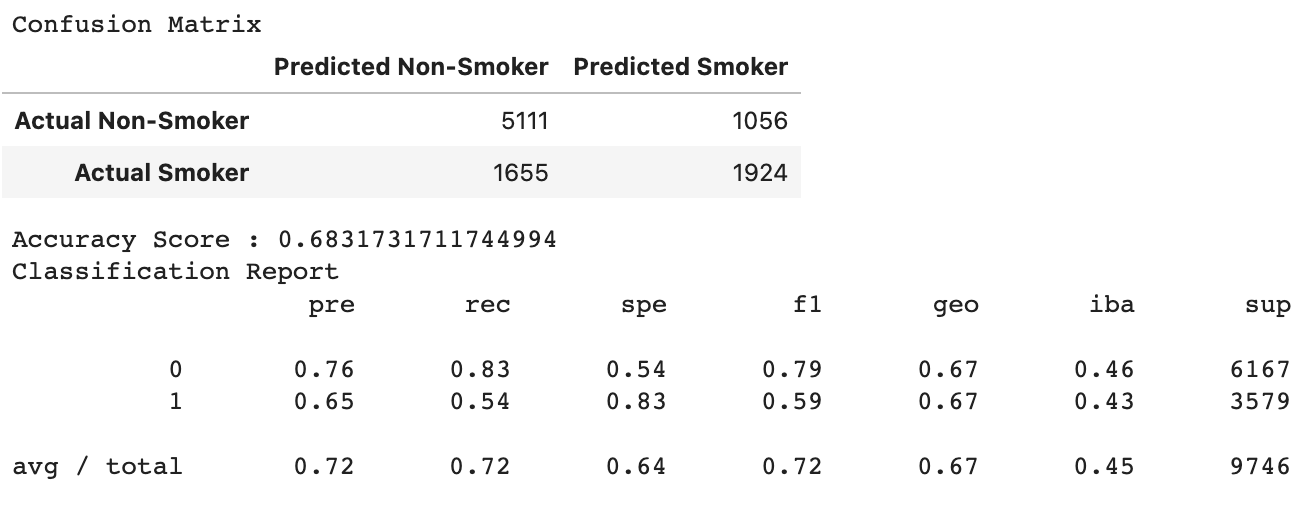 Confusion Matrix
Predicted Non-Smoker Predicted Smoker
Actual Non-Smoker 5111 1056
Actual Smoker 1655 1924
Accuracy Score : 0.6831731711744994
Classification Report
pre rec spe f1 geo iba sup
0 0.76 0.83 0.54 0.79 0.67 0.46 6167
1 0.65 0.54 0.83 0.59 0.67 0.43 3579
avg / total 0.72 0.72 0.64 0.72 0.67 0.45 9746